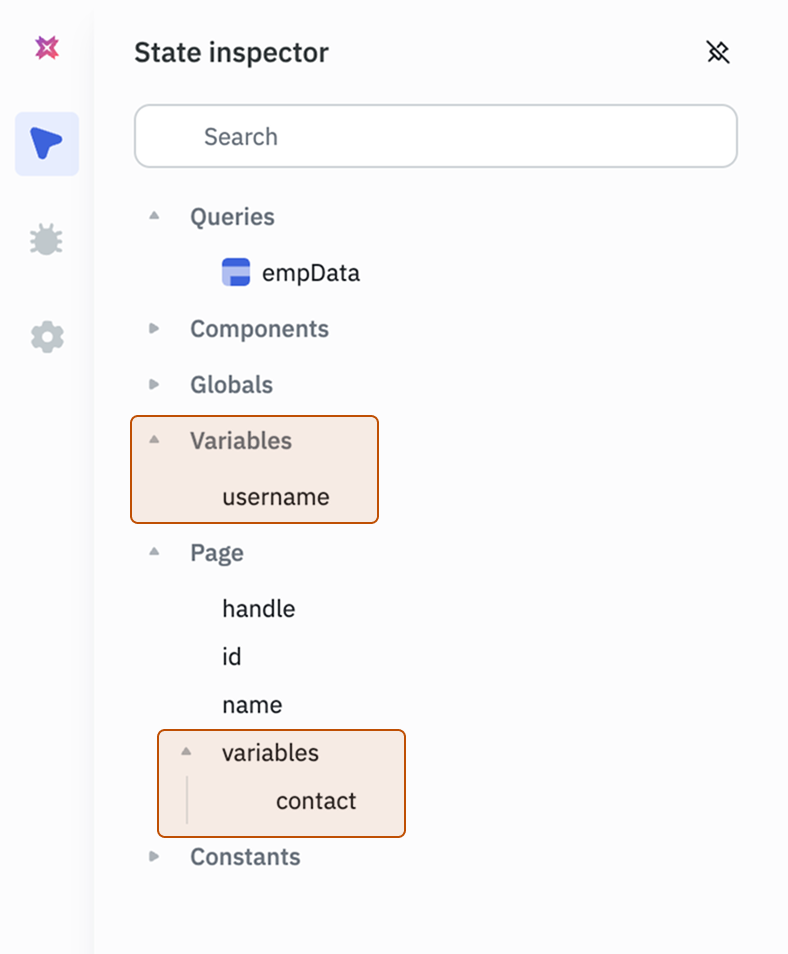 State inspector
Search
Queries
empData
Components
Globals
Variables
username
Page
handle
id
name
variables
contact
Constants